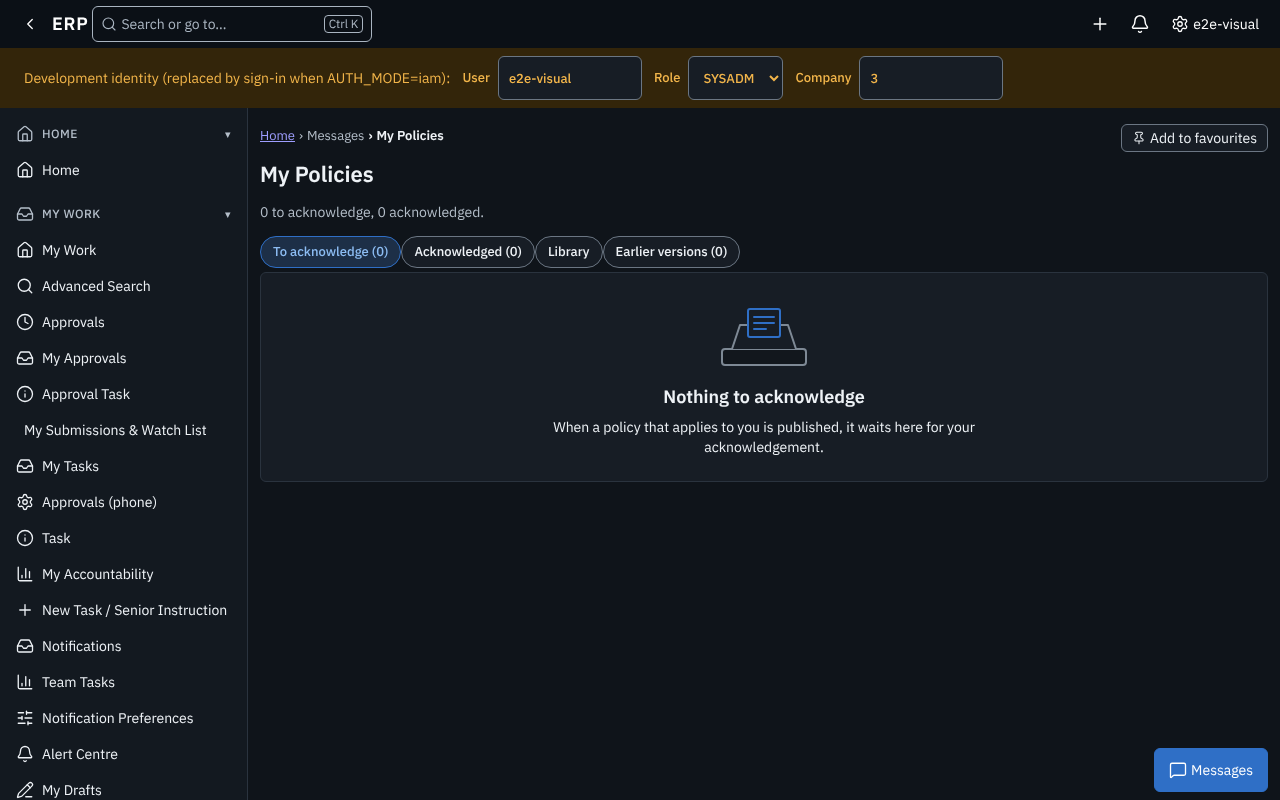 ERP
Search or go to...
Ctrl K
e2e-visual
Development identity (replaced by sign-in when AUTH_MODE=iam):
User
e2e-visual
Role
SYSADM
Company
3
HOME
Home
MY WORK
My Work
Advanced Search
Approvals
My Approvals
Approval Task
My Submissions & Watch List
My Tasks
Approvals (phone)
Task
My Accountability
New Task / Senior Instruction
Notifications
Team Tasks
Notification Preferences
Alert Centre
My Drafts
Home › Messages › My Policies
Add to favourites
My Policies
0 to acknowledge, 0 acknowledged.
To acknowledge (0)
Acknowledged (0)
Library
Earlier versions (0)
Nothing to acknowledge
When a policy that applies to you is published, it waits here for your
acknowledgement.
Messages